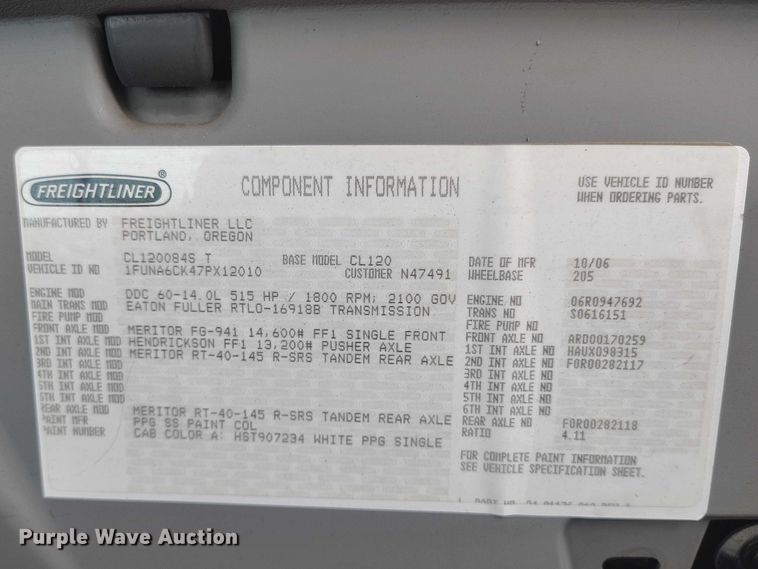 FREIGHTLINER ®
COMPONENT INFORMATION
USE VEHICLE ID NUMBER
WHEN ORDERING PARTS.
MANUFACTURED BY FREIGHTLINER LLC
PORTLAND, OREGON
MODEL CL120084S T BASE MODEL CL120 DATE OF MFR 10/06
VEHICLE ID NO 1FUNA6CK47PX12010 CUSTOMER N47491 WHEELBASE 205
ENGINE MOD DDC 60-14.0L 515 HP / 1800 RPM; 2100 GOV ENGINE NO 06R0947692
MAIN TRANS MOD EATON FULLER RTLO-16918B TRANSMISSION TRANS NO S0616151
FIRE PUMP MOD FIRE PUMP NO
FRONT AXLE MOD MERITOR FG-941 14,600# FF1 SINGLE FRONT FRONT AXLE NO ARD00170259
1ST INT AXLE MOD HENDRICKSON FF1 13,200# PUSHER AXLE 1ST INT AXLE NO HAUX098315
2ND INT AXLE MOD MERITOR RT-40-145 R-SRS TANDEM REAR AXLE 2ND INT AXLE NO F0R00282117
3RD INT AXLE MOD 3RD INT AXLE NO
4TH INT AXLE MOD 4TH INT AXLE NO
5TH INT AXLE MOD 5TH INT AXLE NO
6TH INT AXLE MOD 6TH INT AXLE NO
REAR AXLE MOD MERITOR RT-40-145 R-SRS TANDEM REAR AXLE REAR AXLE NO F0R00282118
PAINT MFR PPG SS PAINT COL RATIO 4.11
PAINT NUMBER CAB COLOR A: HST907234 WHITE PPG SINGLE
FOR COMPLETE PAINT INFORMATION
SEE VEHICLE SPECIFICATION SHEET.
Purple Wave Auction